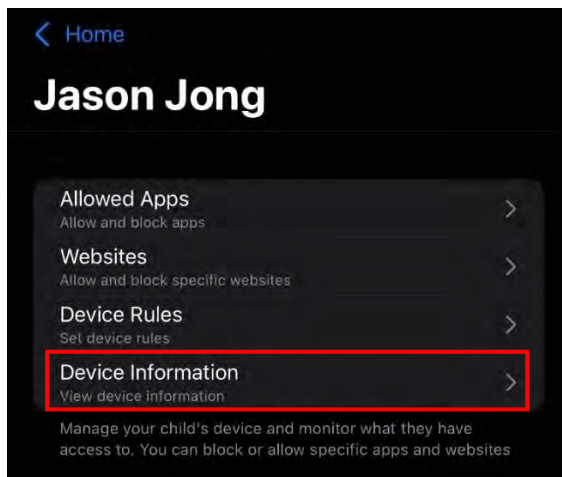 Home
Jason Jong
Allowed Apps
Allow and block apps
Websites
Allow and block specific websites
Device Rules
Set device rules
Device Information
View device information
Manage your child's device and monitor what they have
access to. You can block or allow specific apps and websites